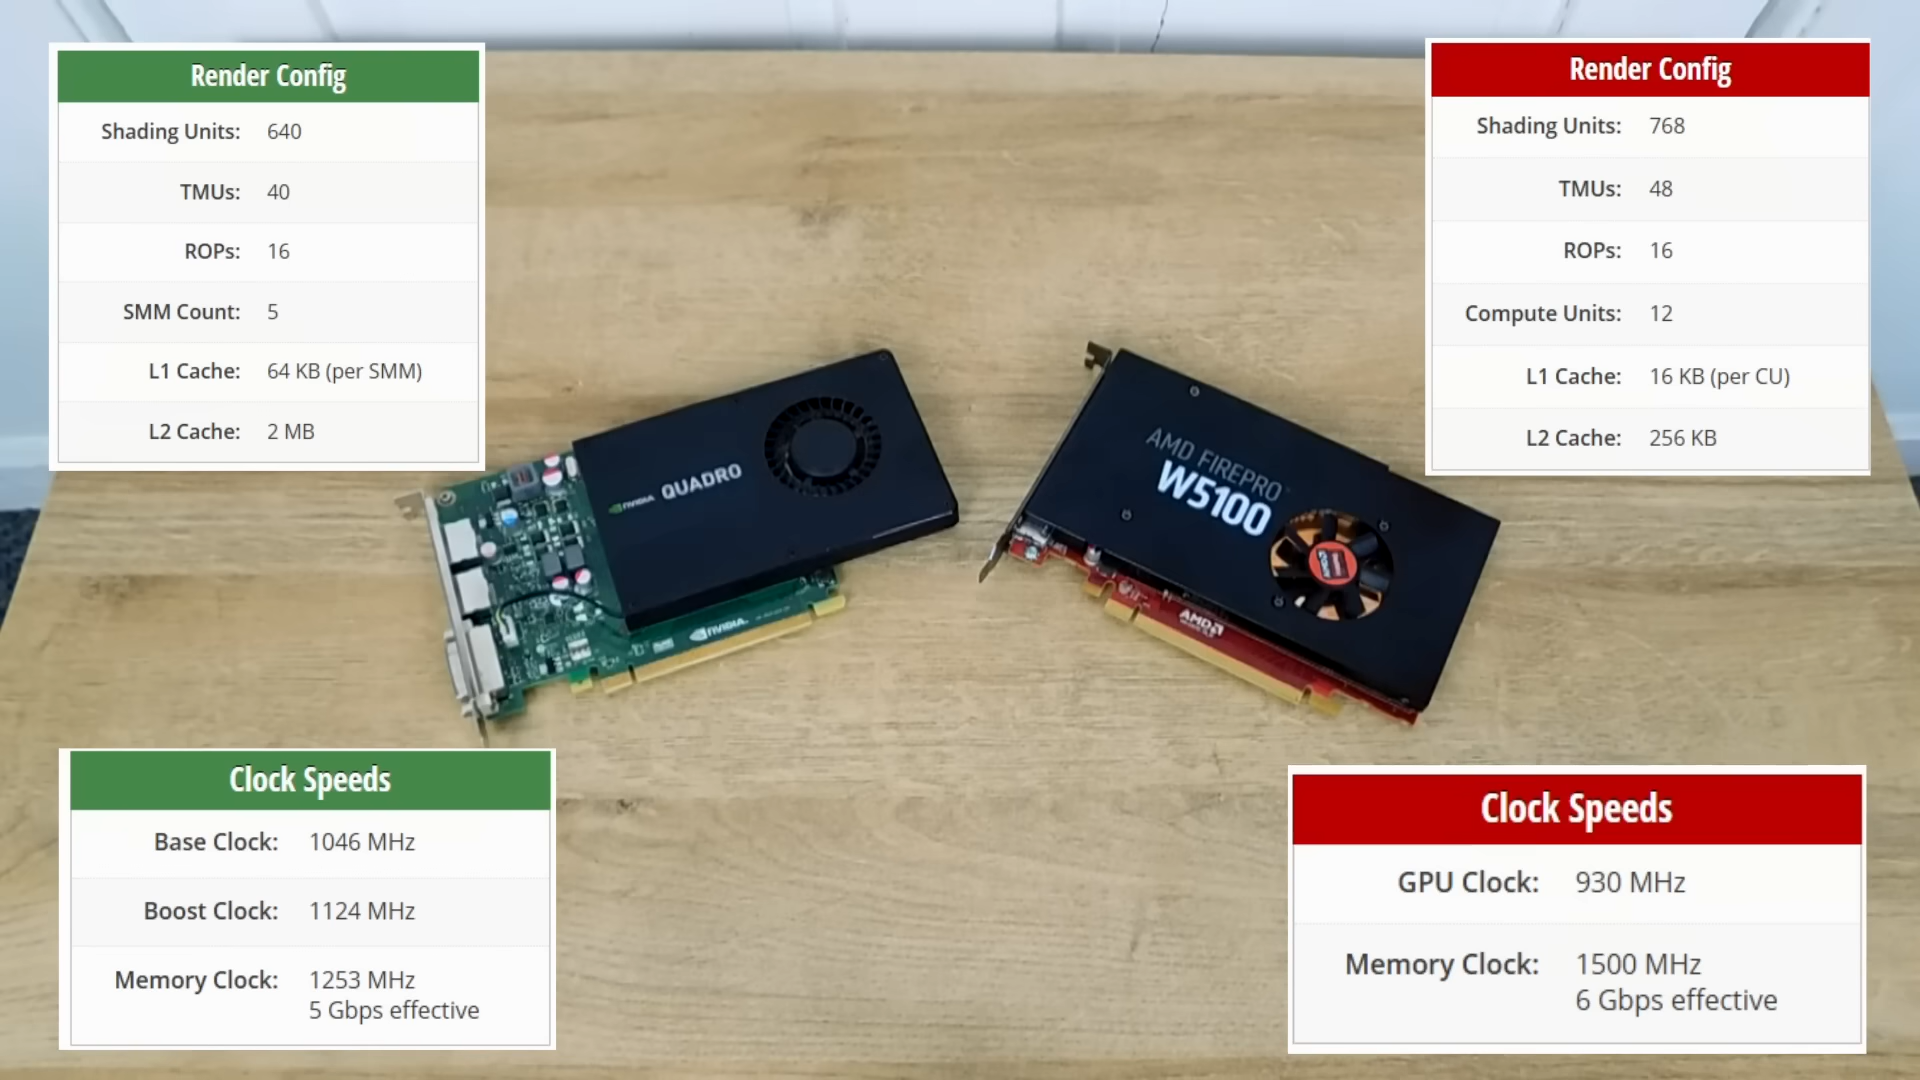 Render Config
Shading Units: 640
TMUs: 40
ROPs: 16
SMM Count: 5
L1 Cache: 64 KB (per SMM)
L2 Cache: 2 MB
Render Config
Shading Units: 768
TMUs: 48
ROPs: 16
Compute Units: 12
L1 Cache: 16 KB (per CU)
L2 Cache: 256 KB
NVIDIA QUADRO
NVIDIA
AMD FIREPRO
W5100
AMD
Clock Speeds
Base Clock: 1046 MHz
Boost Clock: 1124 MHz
Memory Clock: 1253 MHz
5 Gbps effective
Clock Speeds
GPU Clock: 930 MHz
Memory Clock: 1500 MHz
6 Gbps effective